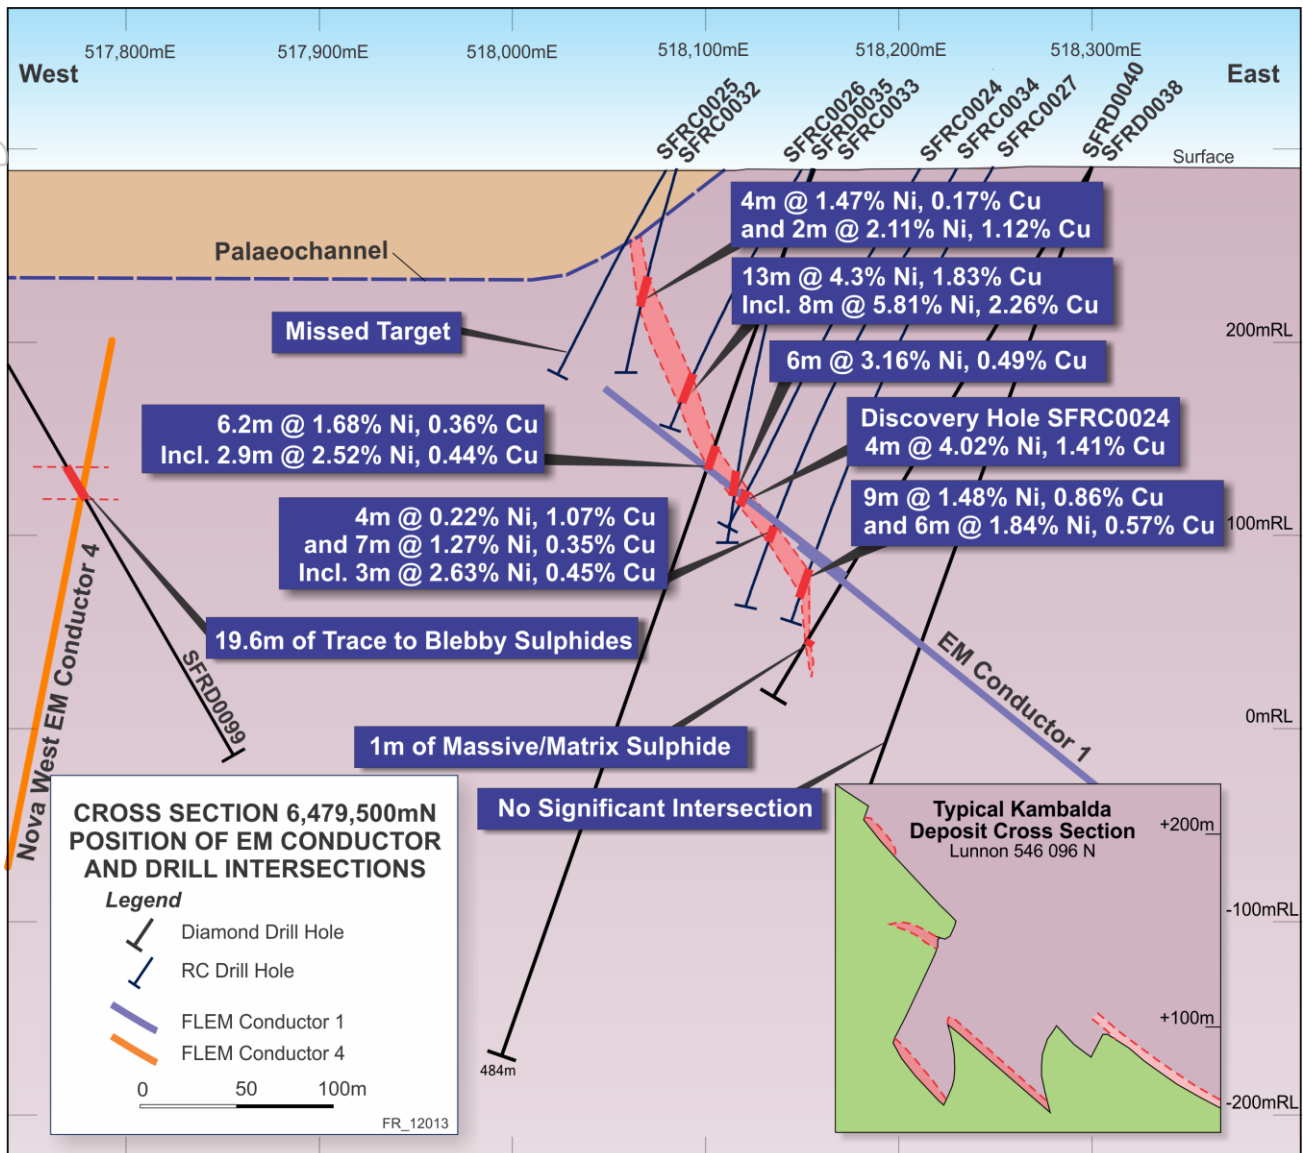 517,800mE
517,900mE
518,000mE
518,100mE
518,200mE
518,300mE
West
East
SFRC0025
SFRC0032
SFRC0026
SFRD0035
SFRC0033
SFRC0024
SFRC0034
SFRC0027
SFRD0040
SFRD0038
Surface
4m @ 1.47% Ni, 0.17% Cu
and 2m @ 2.11% Ni, 1.12% Cu
Palaeochannel
13m @ 4.3% Ni, 1.83% Cu
Incl. 8m @ 5.81% Ni, 2.26% Cu
Missed Target
200mRL
6m @ 3.16% Ni, 0.49% Cu
6.2m @ 1.68% Ni, 0.36% Cu
Incl. 2.9m @ 2.52% Ni, 0.44% Cu
Discovery Hole SFRC0024
4m @ 4.02% Ni, 1.41% Cu
9m @ 1.48% Ni, 0.86% Cu
and 6m @ 1.84% Ni, 0.57% Cu
100mRL
4m @ 0.22% Ni, 1.07% Cu
and 7m @ 1.27% Ni, 0.35% Cu
Incl. 3m @ 2.63% Ni, 0.45% Cu
19.6m of Trace to Blebby Sulphides
Nova West EM Conductor 4
SFRD0099
EM Conductor 1
0mRL
1m of Massive/Matrix Sulphide
No Significant Intersection
CROSS SECTION 6,479,500mN
POSITION OF EM CONDUCTOR
AND DRILL INTERSECTIONS
Legend
Diamond Drill Hole
RC Drill Hole
FLEM Conductor 1
FLEM Conductor 4
0
50
100m
FR_12013
484m
Typical Kambalda
Deposit Cross Section
Lunnon 546 096 N
+200m
+100m
-100mRL
-200mRL